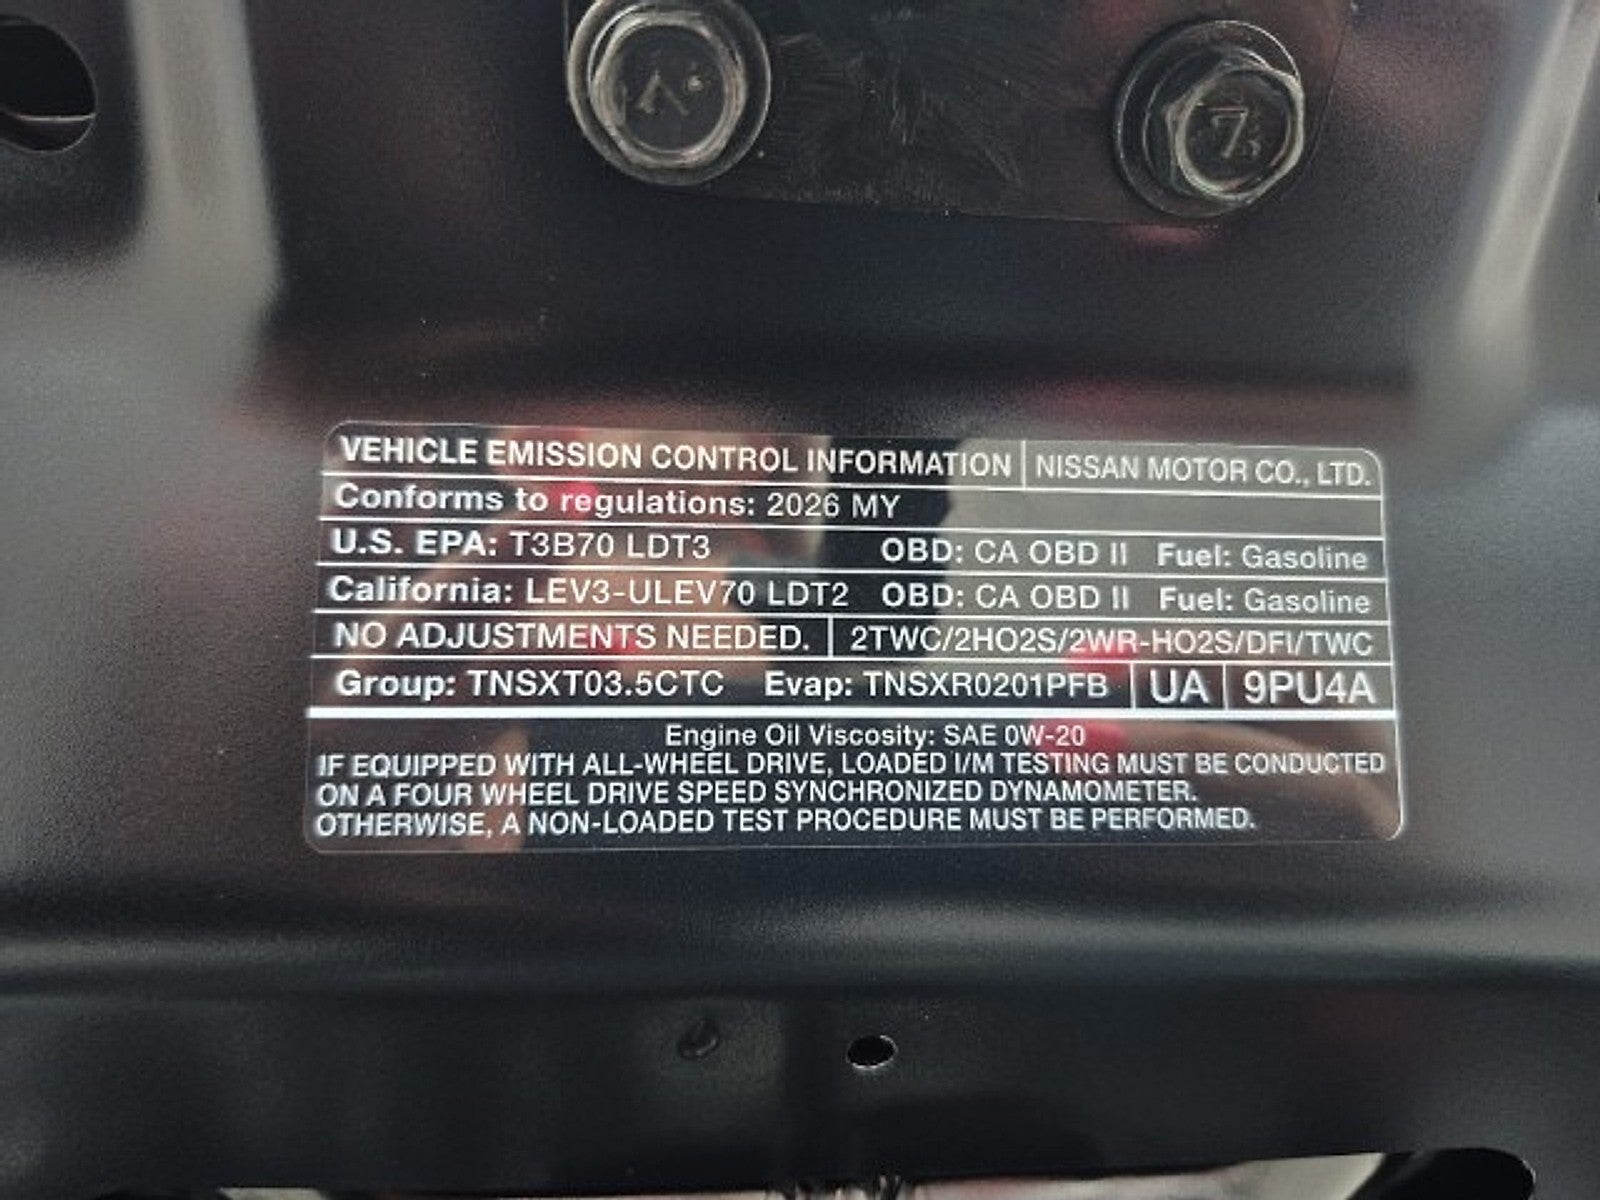 VEHICLE EMISSION CONTROL INFORMATION NISSAN MOTOR CO., LTD.
Conforms to regulations: 2026 MY
U.S. EPA: T3B70 LDT3 OBD: CA OBD II Fuel: Gasoline
California: LEV3-ULEV70 LDT2 OBD: CA OBD II Fuel: Gasoline
NO ADJUSTMENTS NEEDED. 2TWC/2HO2S/2WR-HO2S/DFI/TWC
Group: TNSXT03.5CTC Evap: TNSXR0201PFB UA 9PU4A
Engine Oil Viscosity: SAE 0W-20
IF EQUIPPED WITH ALL-WHEEL DRIVE, LOADED I/M TESTING MUST BE CONDUCTED
ON A FOUR WHEEL DRIVE SPEED SYNCHRONIZED DYNAMOMETER.
OTHERWISE, A NON-LOADED TEST PROCEDURE MUST BE PERFORMED.